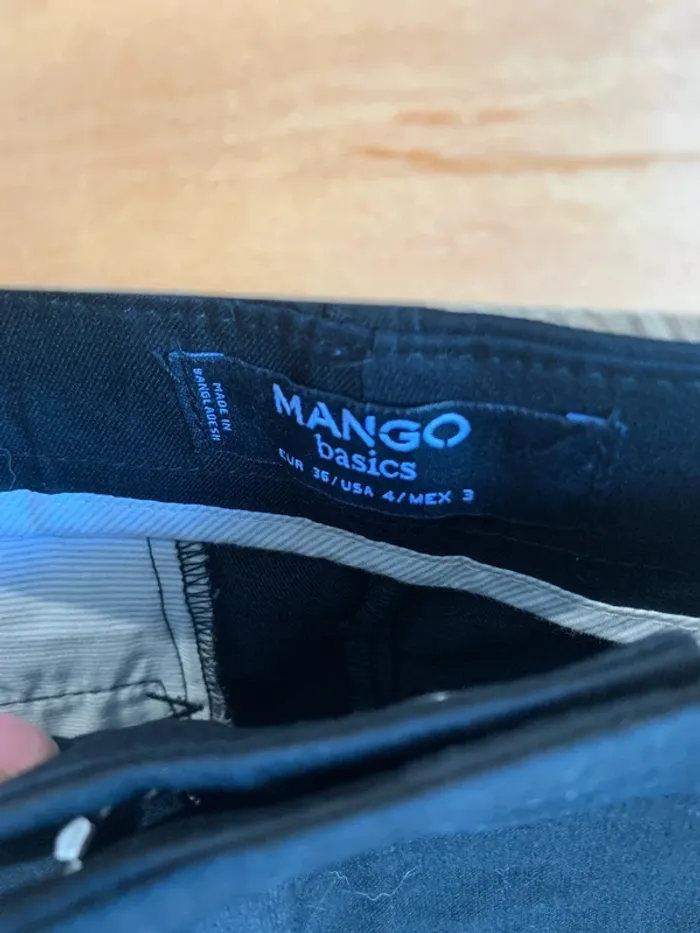 MADE IN
BANGLADESH
MANGO
basics
EUR 36/USA 4/MEX 3